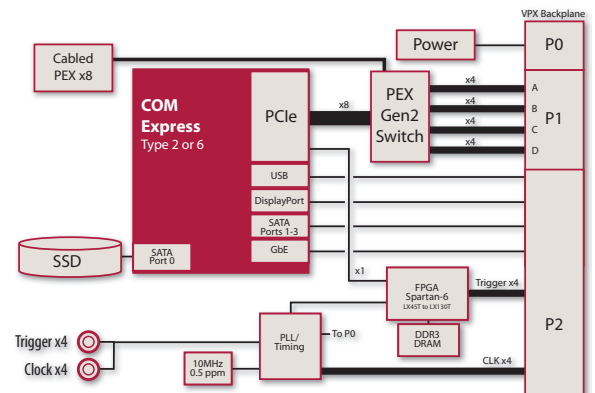 VPX Backplane
Power
P0
Cabled
PEX x8
COM
Express
Type 2 or 6
PCIe
x8
PEX
Gen2
Switch
x4
A
x4
B
x4
C
x4
D
P1
USB
DisplayPort
SATA
Ports 1-3
GbE
SSD
SATA
Port 0
x1
FPGA
Spartan-6
LX45T to LX130T
Trigger x4
DDR3
DRAM
P2
Trigger x4
Clock x4
PLL/
Timing
To P0
10MHz
0.5 ppm
CLK x4